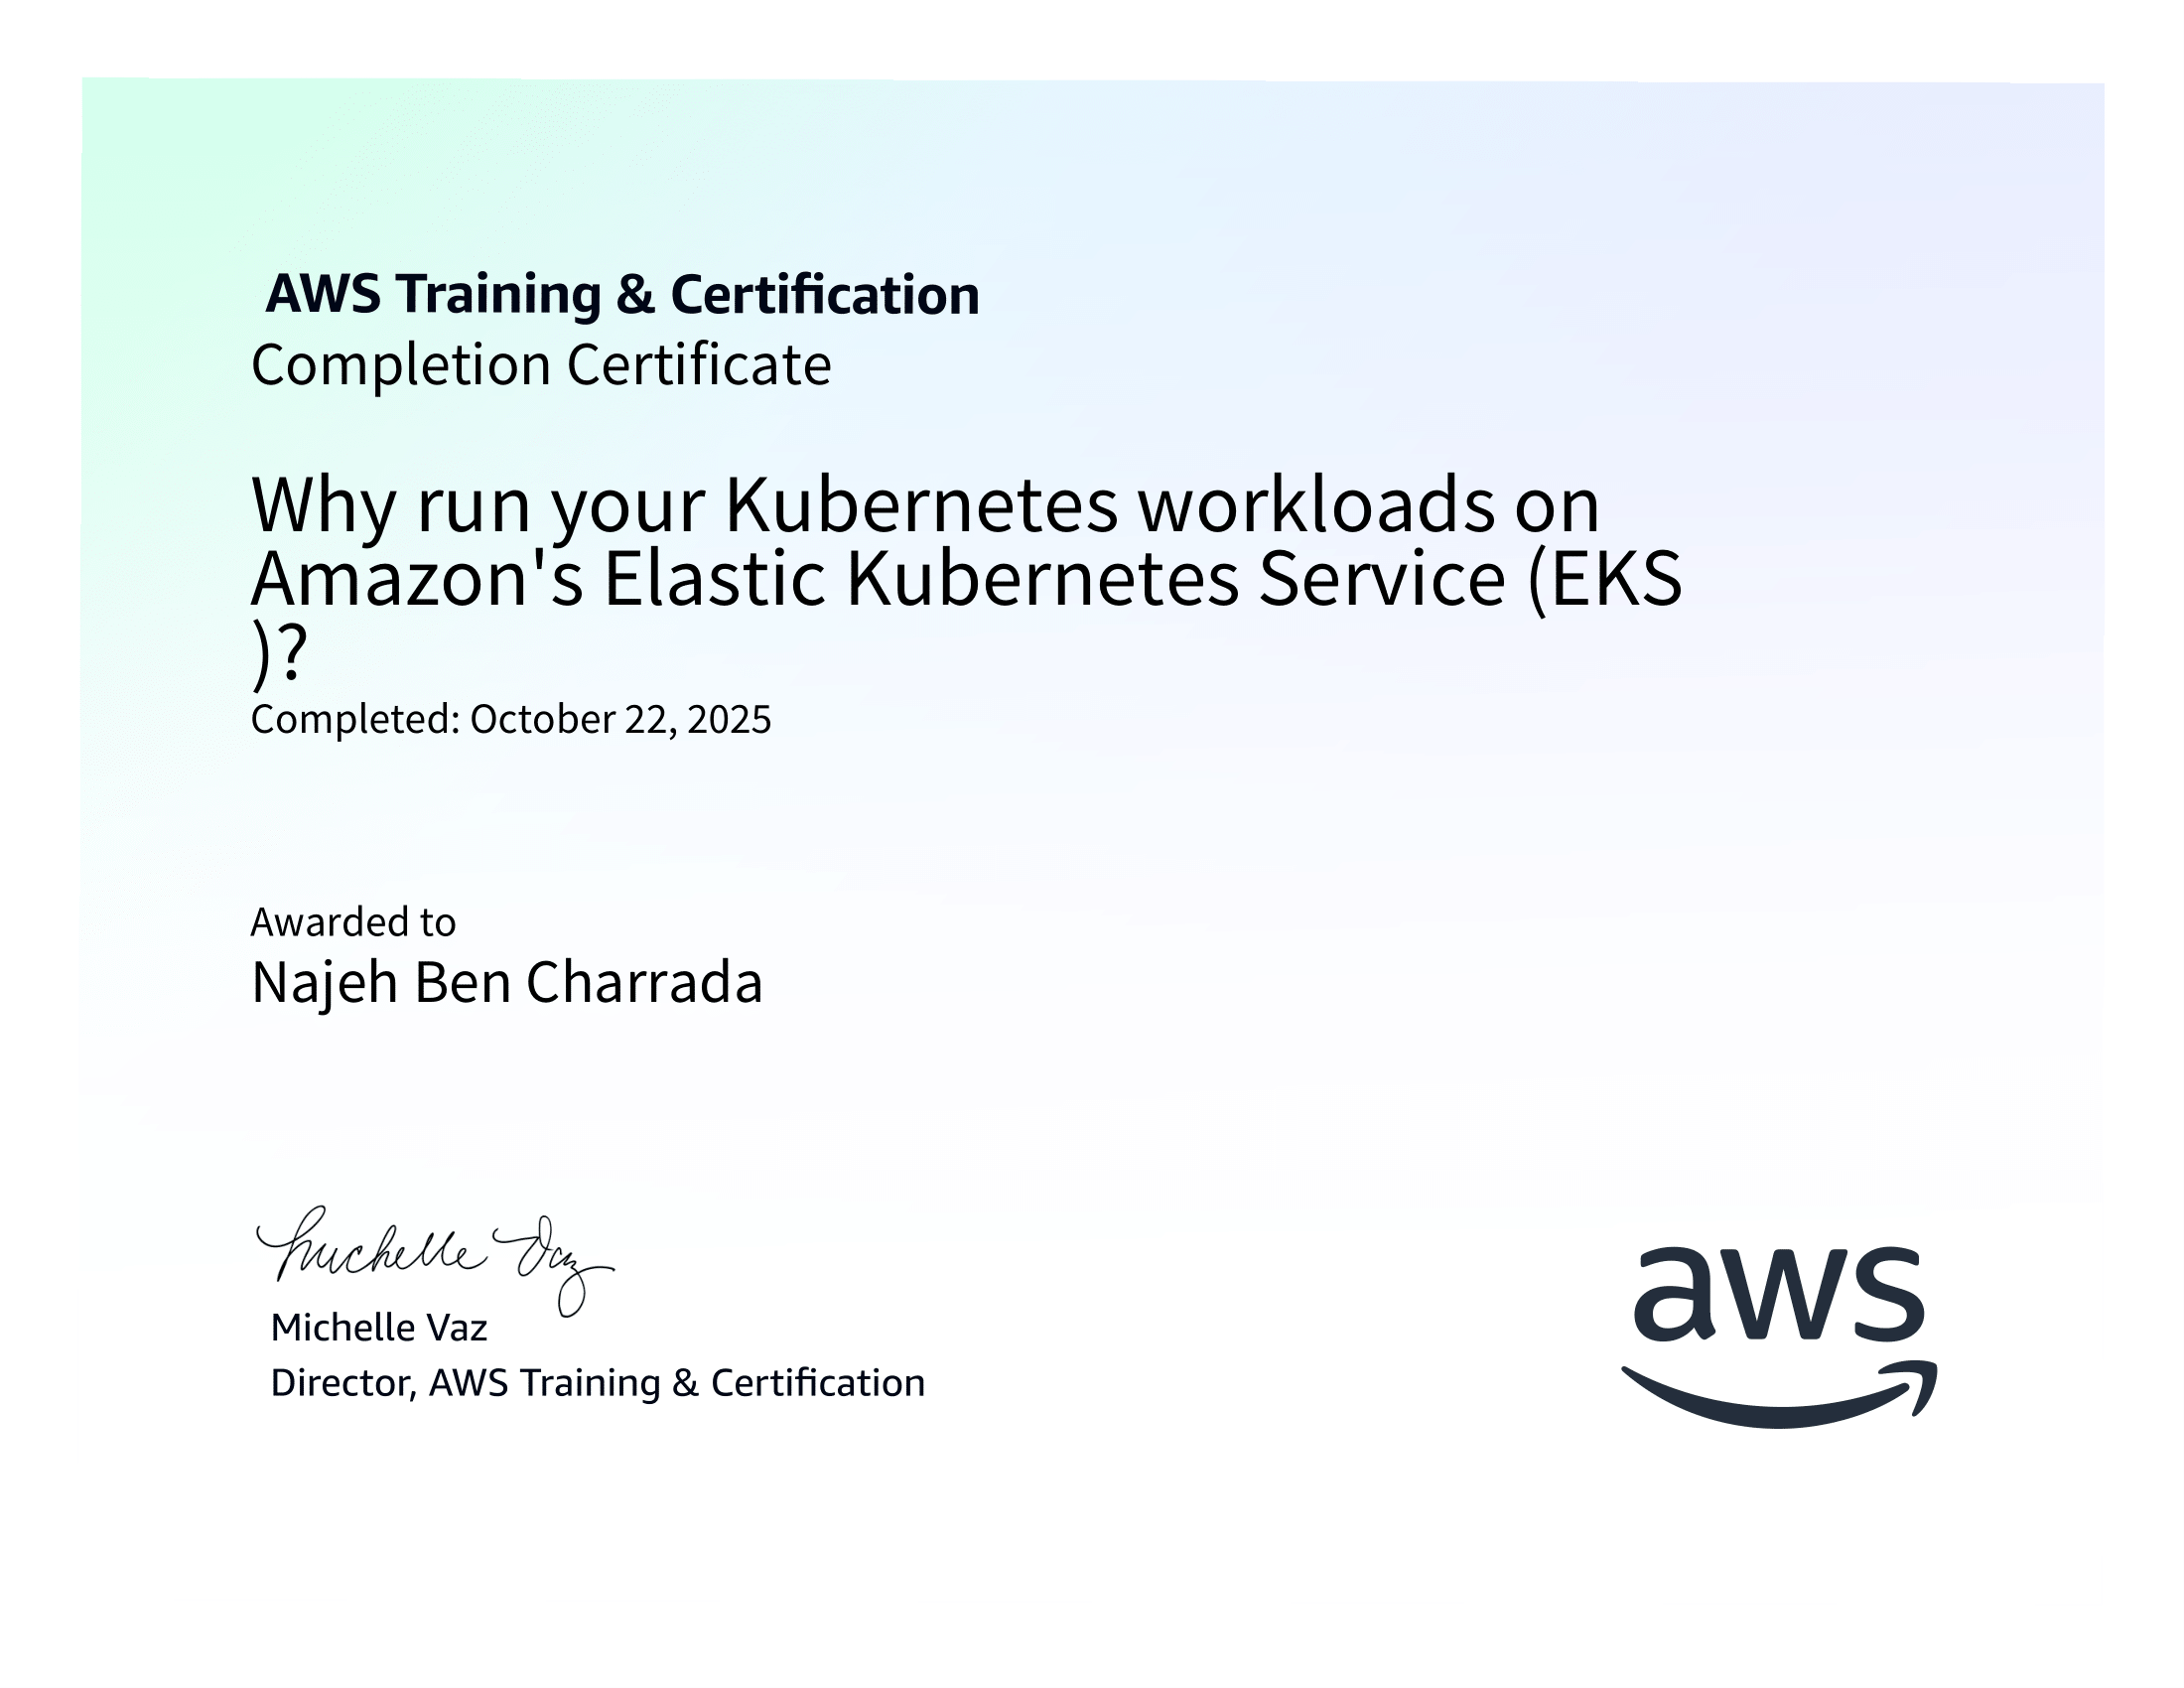 AWS Training & Certification
Completion Certificate
Why run your Kubernetes workloads on
Amazon's Elastic Kubernetes Service (EKS
)?
Completed: October 22, 2025
Awarded to
Najeh Ben Charrada
Michelle Vaz
Michelle Vaz
Director, AWS Training & Certification
aws